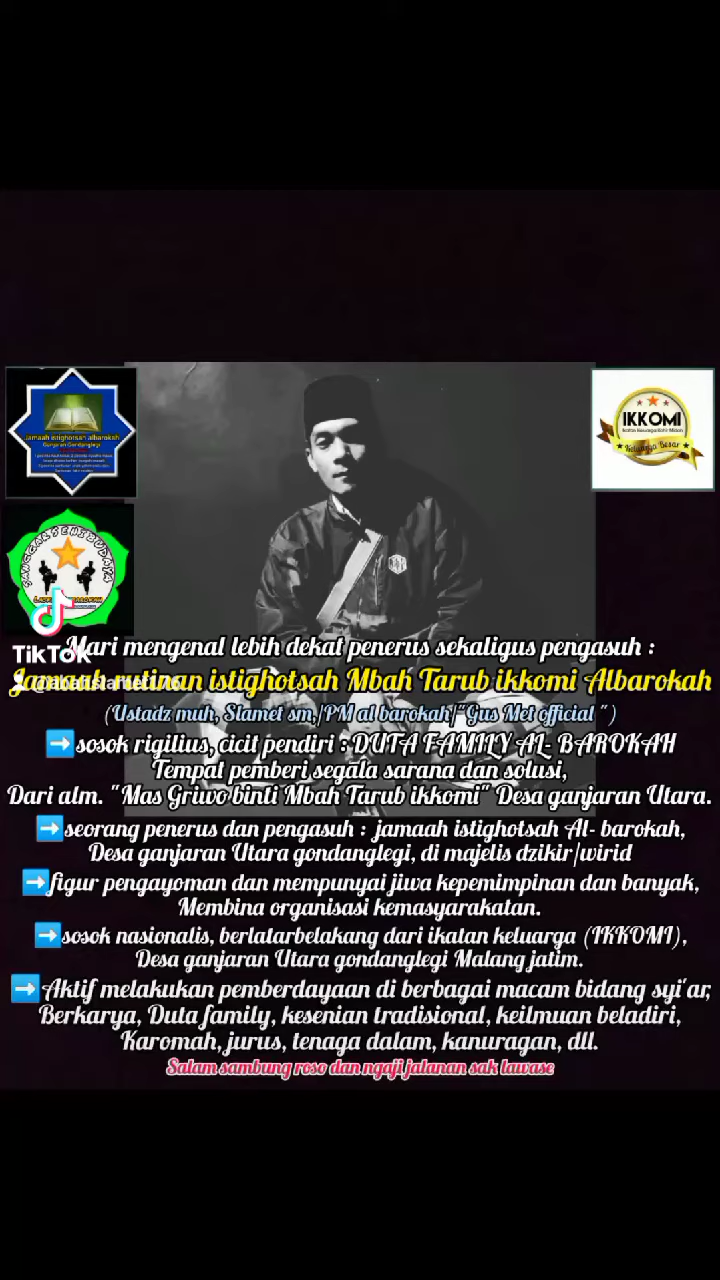 Jamaah istighotsah albarokah
Ganjaran Gondanglegi
IKKOMI
Keluarga Besar
SANGGAR SENI BUDAYA
TikTok
Mari mengenal lebih dekat penerus sekaligus pengasuh :
Jamaah rutinan istighotsah Mbah Tarub ikkomi Albarokah
(Ustadz muh, Slamet sm,/PM al barokah/"Gus Met official ")
➡sosok rigilius, cicit pendiri : DUTA FAMILY AL- BAROKAH
Tempat pemberi segala sarana dan solusi,
Dari alm. "Mas Griwo binti Mbah Tarub ikkomi" Desa ganjaran Utara.
➡seorang penerus dan pengasuh : jamaah istighotsah Al- barokah,
Desa ganjaran Utara gondanglegi, di majelis dzikir/wirid
➡figur pengayoman dan mempunyai jiwa kepemimpinan dan banyak,
Membina organisasi kemasyarakatan.
➡sosok nasionalis, berlatarbelakang dari ikatan keluarga (IKKOMI),
Desa ganjaran Utara gondanglegi Malang jatim.
➡Aktif melakukan pemberdayaan di berbagai macam bidang syi'ar,
Berkarya, Duta family, kesenian tradisional, keilmuan beladiri,
Karomah, jurus, tenaga dalam, kanuragan, dll.
Salam sambung roso dan ngaji jalanan sak lawase